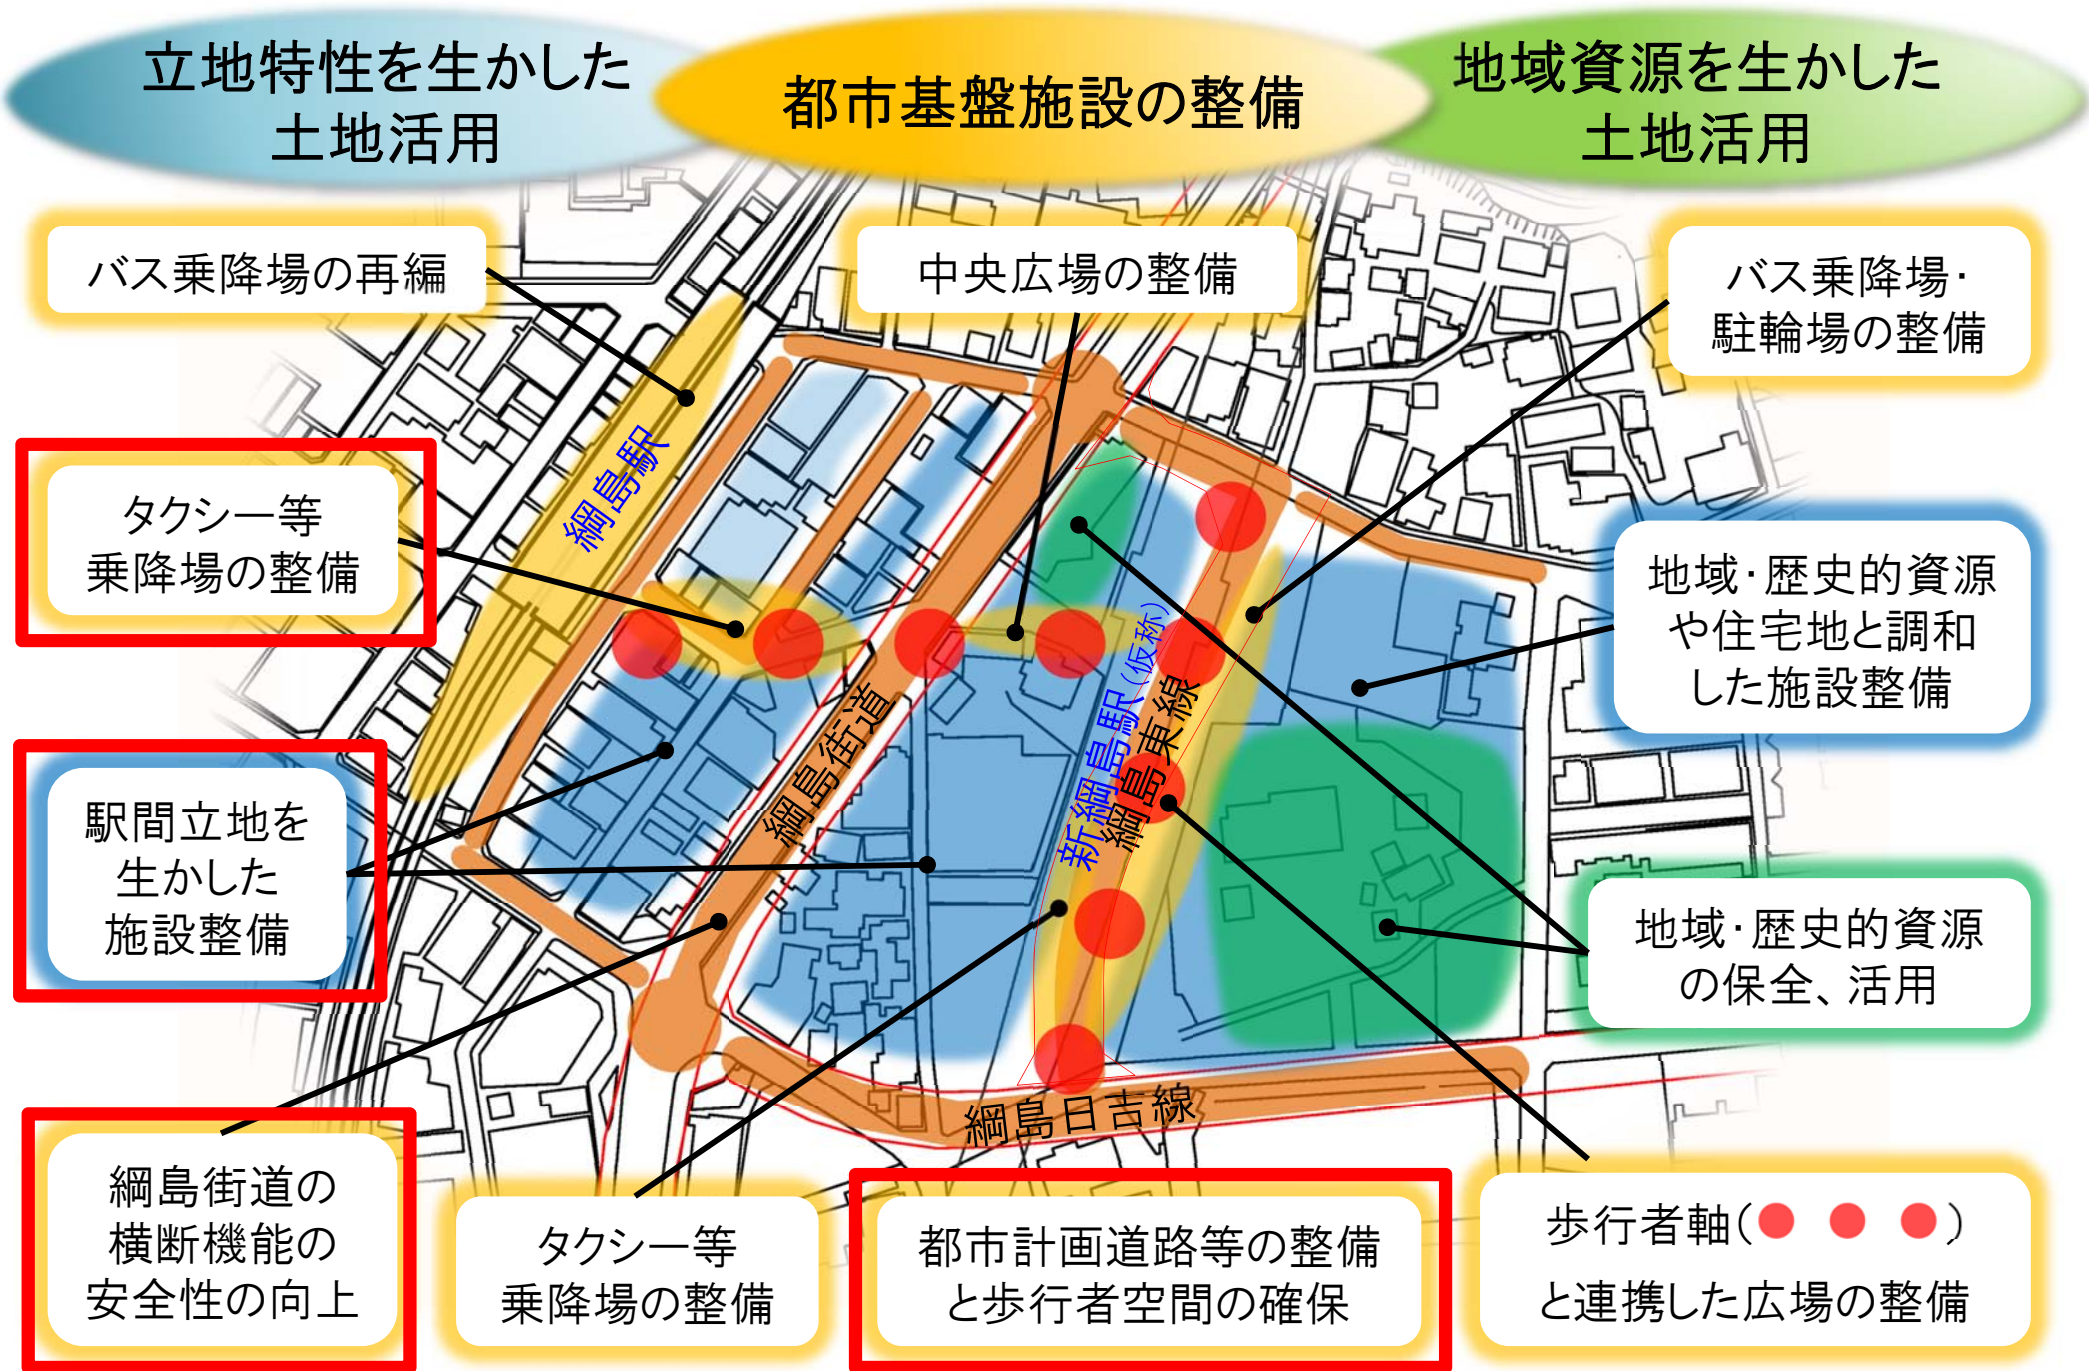 立地特性を生かした
土地活用
都市基盤施設の整備
地域資源を生かした
土地活用
バス乗降場の再編
中央広場の整備
バス乗降場・
駐輪場の整備
綱島駅
タクシー等
乗降場の整備
地域・歴史的資源
や住宅地と調和
した施設整備
新綱島駅(仮称)
綱島東線
綱島街道
駅間立地を
生かした
施設整備
地域・歴史的資源
の保全、活用
綱島日吉線
綱島街道の
横断機能の
安全性の向上
タクシー等
乗降場の整備
都市計画道路等の整備
と歩行者空間の確保
歩行者軸(● ● ●)
と連携した広場の整備